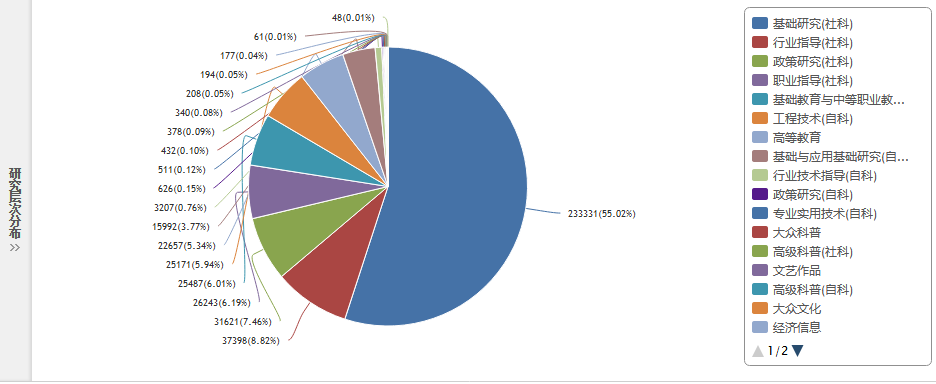 研究层次分布
>>
48(0.01%)
61(0.01%)
177(0.04%)
194(0.05%)
208(0.05%)
340(0.08%)
378(0.09%)
432(0.10%)
511(0.12%)
626(0.15%)
3207(0.76%)
15992(3.77%)
22657(5.34%)
25171(5.94%)
25487(6.01%)
26243(6.19%)
31621(7.46%)
37398(8.82%)
233331(55.02%)
基础研究(社科)
行业指导(社科)
政策研究(社科)
职业指导(社科)
基础教育与中等职业教...
工程技术(自科)
高等教育
基础与应用基础研究(自...
行业技术指导(自科)
政策研究(自科)
专业实用技术(自科)
大众科普
高级科普(社科)
文艺作品
高级科普(自科)
大众文化
经济信息
1/2